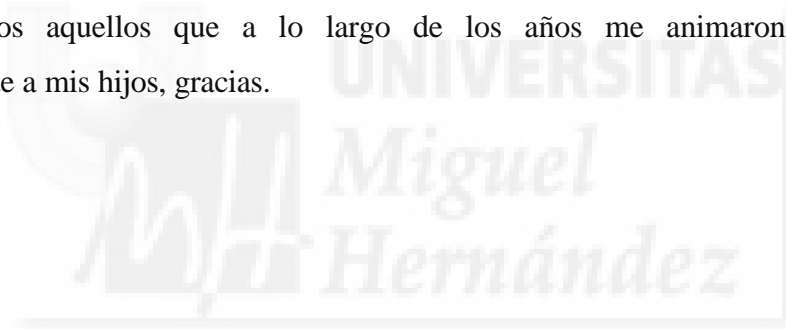 os aquellos que a lo largo de los años me animaron
e a mis hijos, gracias.
UNIVERSITAS
Miguel
Hernández